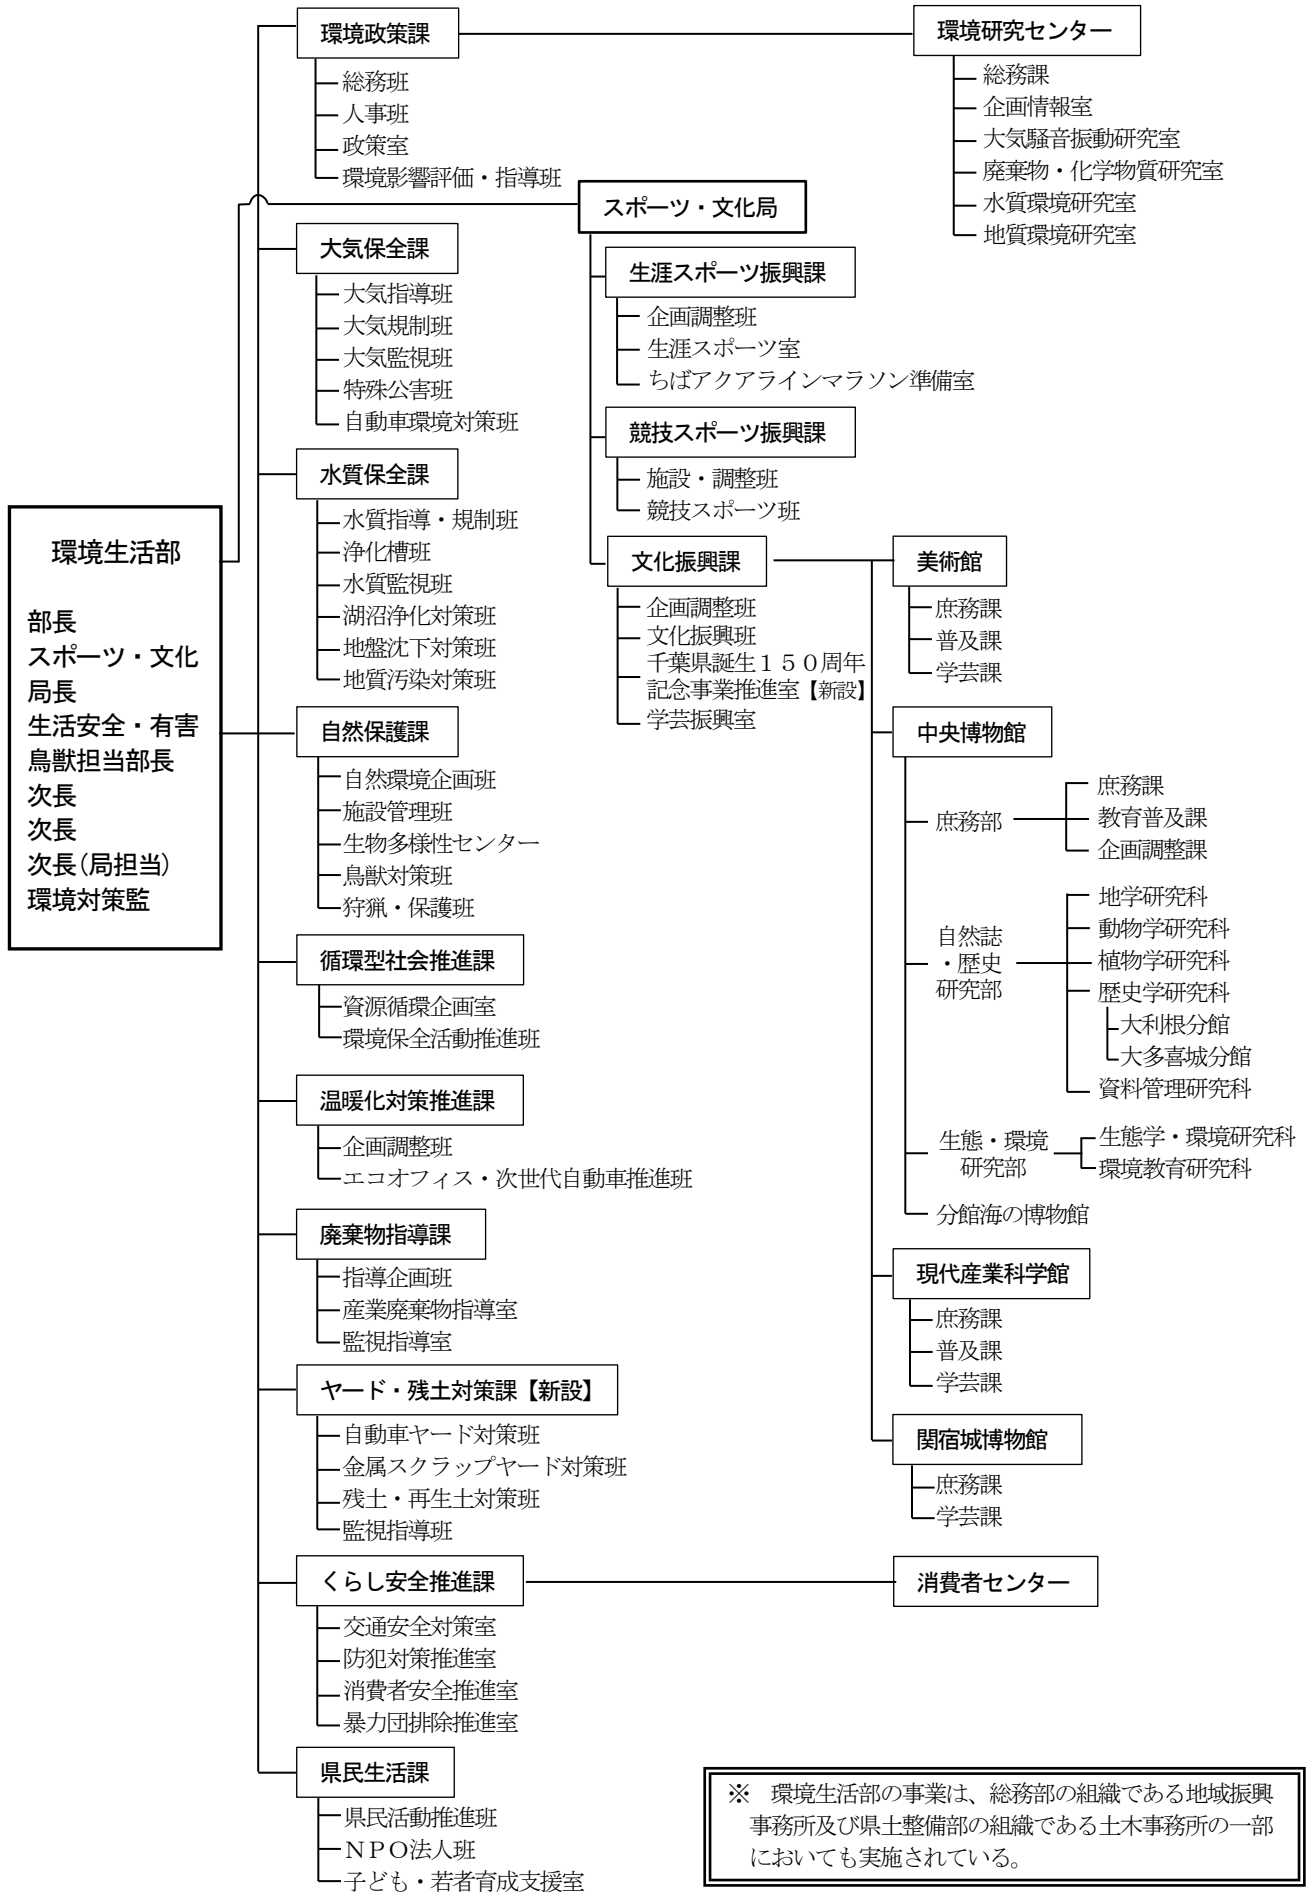 環境生活部
部長
スポーツ・文化
局長
生活安全・有害
鳥獣担当部長
次長
次長
次長(局担当)
環境対策監
環境政策課
総務班
人事班
政策室
環境影響評価・指導班
環境研究センター
総務課
企画情報室
大気騒音振動研究室
廃棄物・化学物質研究室
水質環境研究室
地質環境研究室
スポーツ・文化局
生涯スポーツ振興課
企画調整班
生涯スポーツ室
ちばアクアラインマラソン準備室
競技スポーツ振興課
施設・調整班
競技スポーツ班
文化振興課
企画調整班
文化振興班
千葉県誕生150周年
記念事業推進室【新設】
学芸振興室
美術館
庶務課
普及課
学芸課
中央博物館
庶務部
庶務課
教育普及課
企画調整課
自然誌
・歴史
研究部
地学研究科
動物学研究科
植物学研究科
歴史学研究科
大利根分館
大多喜城分館
資料管理研究科
生態・環境
研究部
生態学・環境研究科
環境教育研究科
分館海の博物館
現代産業科学館
庶務課
普及課
学芸課
関宿城博物館
庶務課
学芸課
大気保全課
大気指導班
大気規制班
大気監視班
特殊公害班
自動車環境対策班
水質保全課
水質指導・規制班
浄化槽班
水質監視班
湖沼浄化対策班
地盤沈下対策班
地質汚染対策班
自然保護課
自然環境企画班
施設管理班
生物多様性センター
鳥獣対策班
狩猟・保護班
循環型社会推進課
資源循環企画室
環境保全活動推進班
温暖化対策推進課
企画調整班
エコオフィス・次世代自動車推進班
廃棄物指導課
指導企画班
産業廃棄物指導室
監視指導室
ヤード・残土対策課【新設】
自動車ヤード対策班
金属スクラップヤード対策班
残土・再生土対策班
監視指導班
くらし安全推進課
交通安全対策室
防犯対策推進室
消費者安全推進室
暴力団排除推進室
消費者センター
県民生活課
県民活動推進班
NPO法人班
子ども・若者育成支援室
※　環境生活部の事業は、総務部の組織である地域振興
事務所及び県土整備部の組織である土木事務所の一部
においても実施されている。